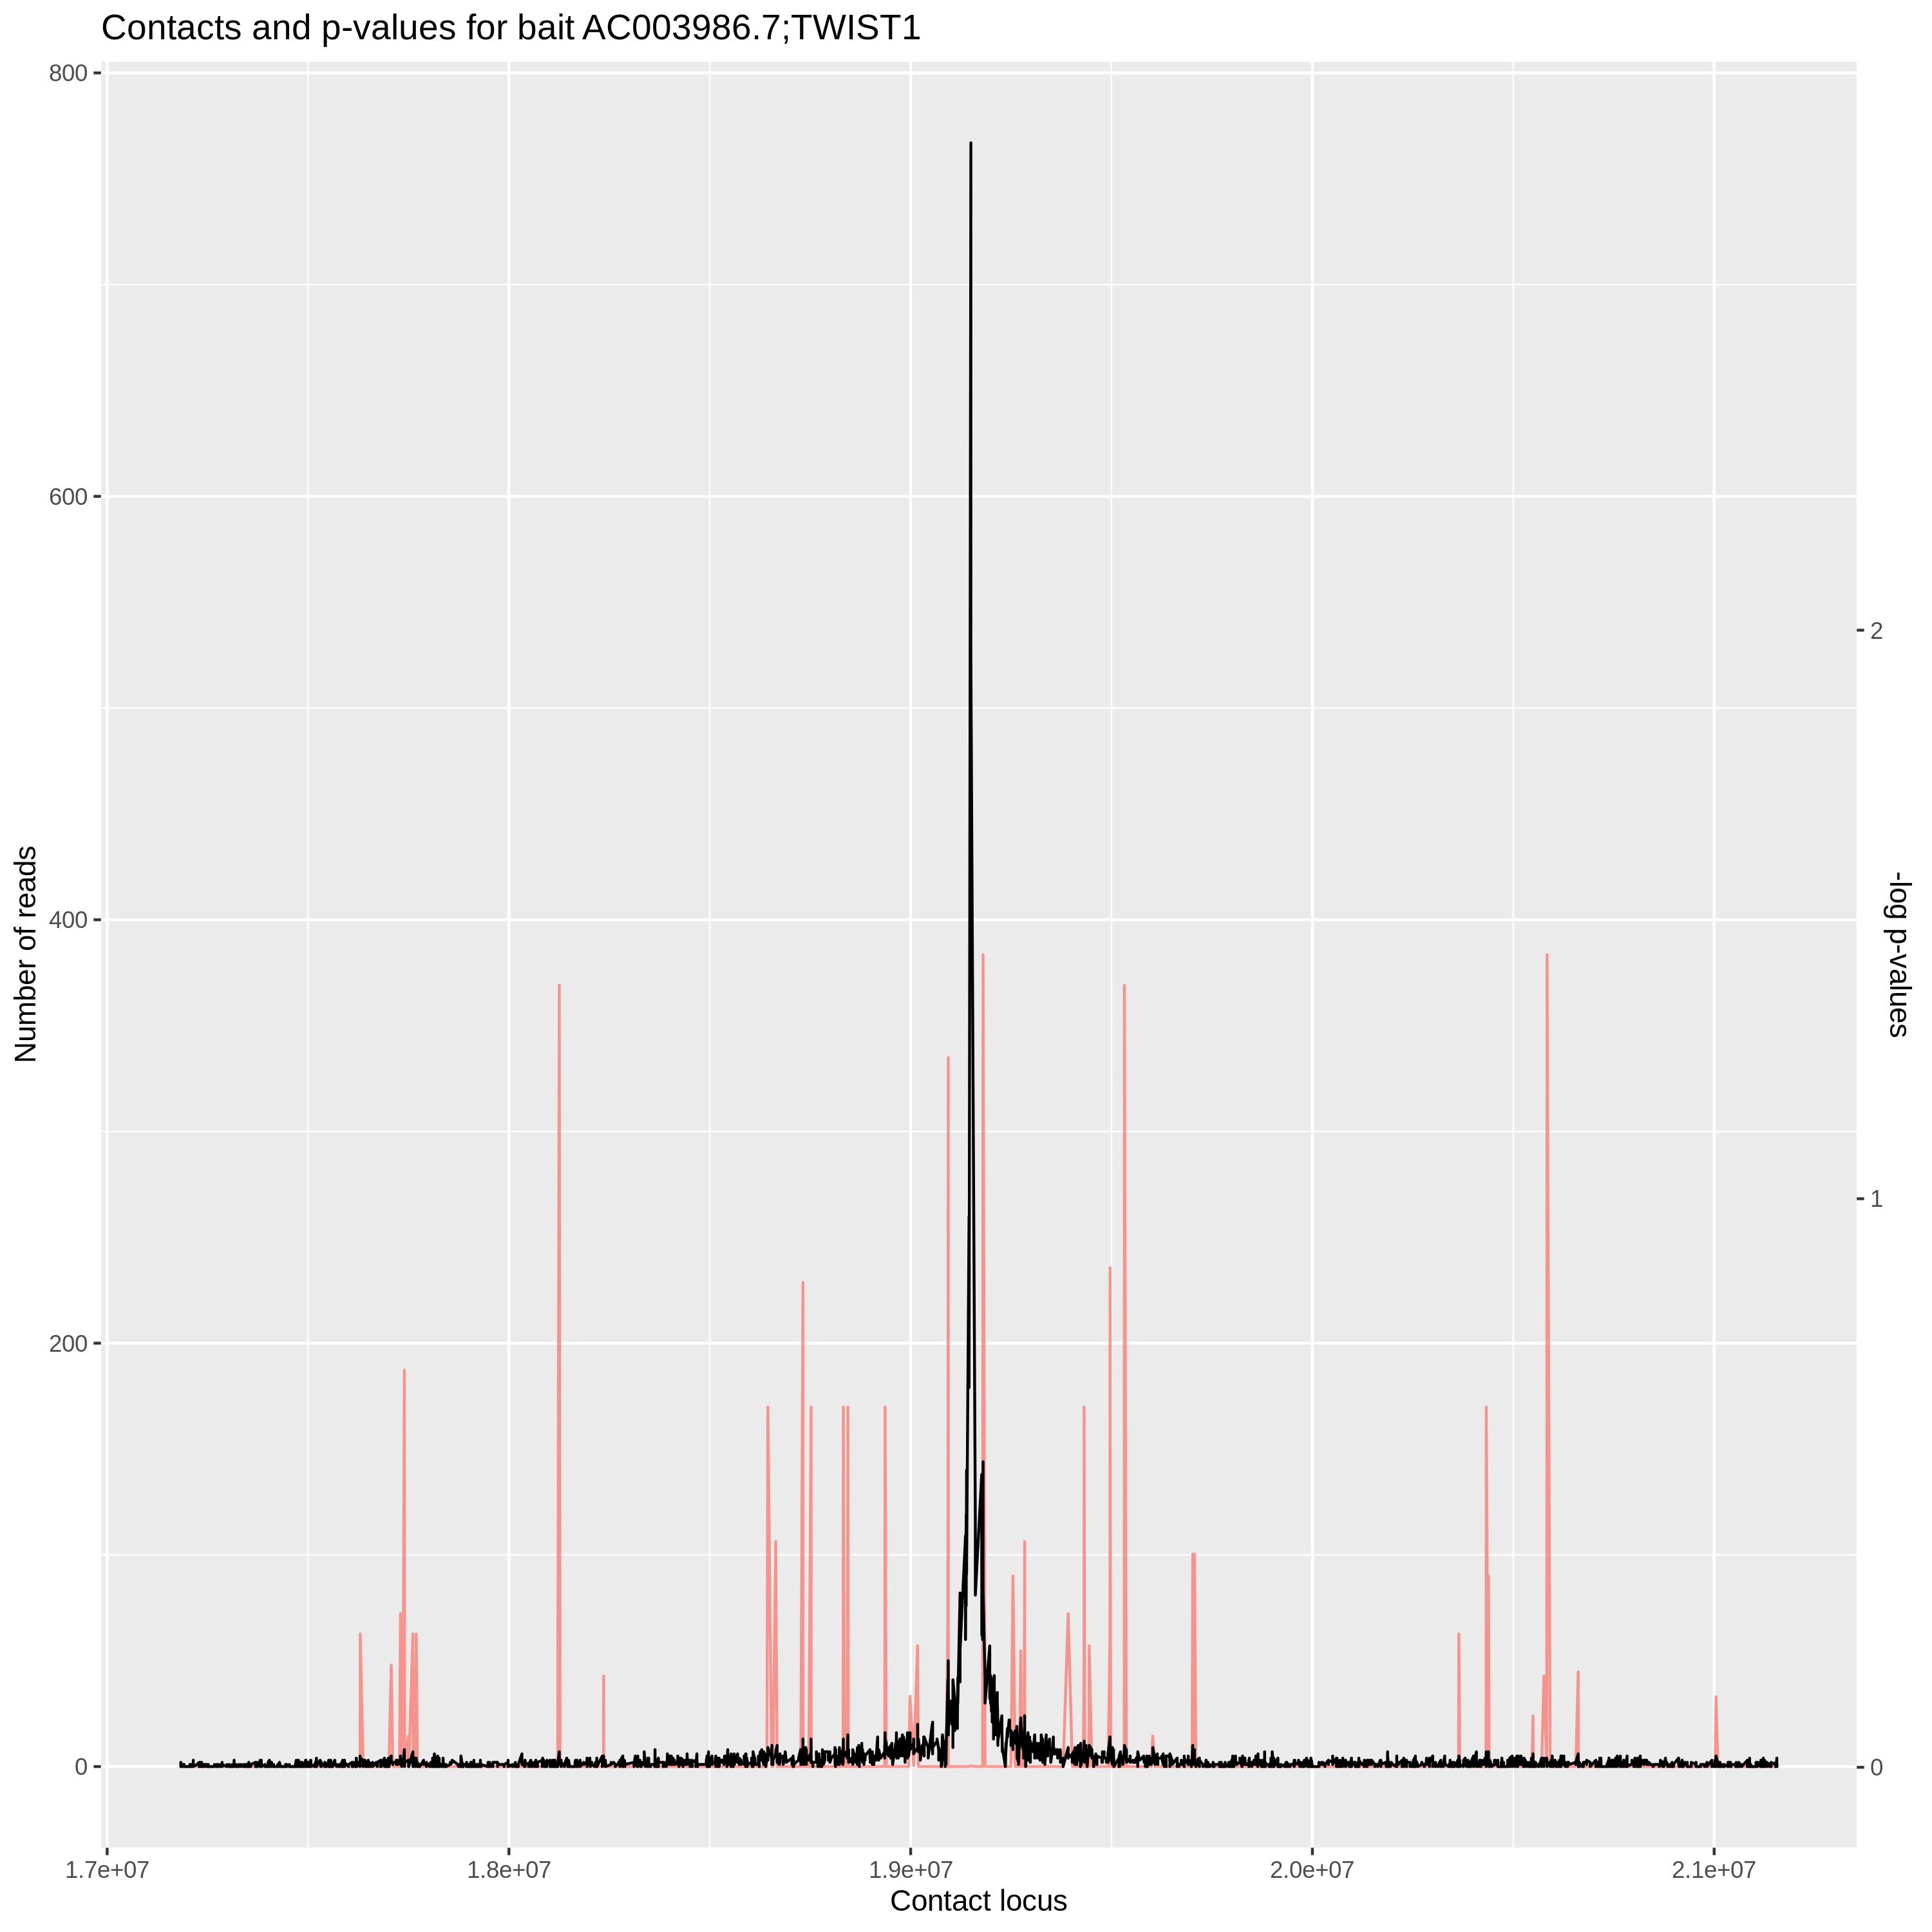 Contacts and p-values for bait AC003986.7;TWIST1
800
600
400
200
0
Number of reads
2
1
0
-log p-values
1.7e+07
1.8e+07
1.9e+07
2.0e+07
2.1e+07
Contact locus